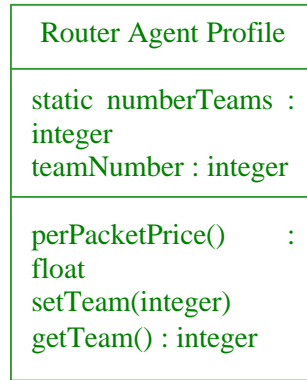 Router Agent Profile
static numberTeams :
integer
teamNumber : integer
perPacketPrice() :
float
setTeam(integer)
getTeam() : integer